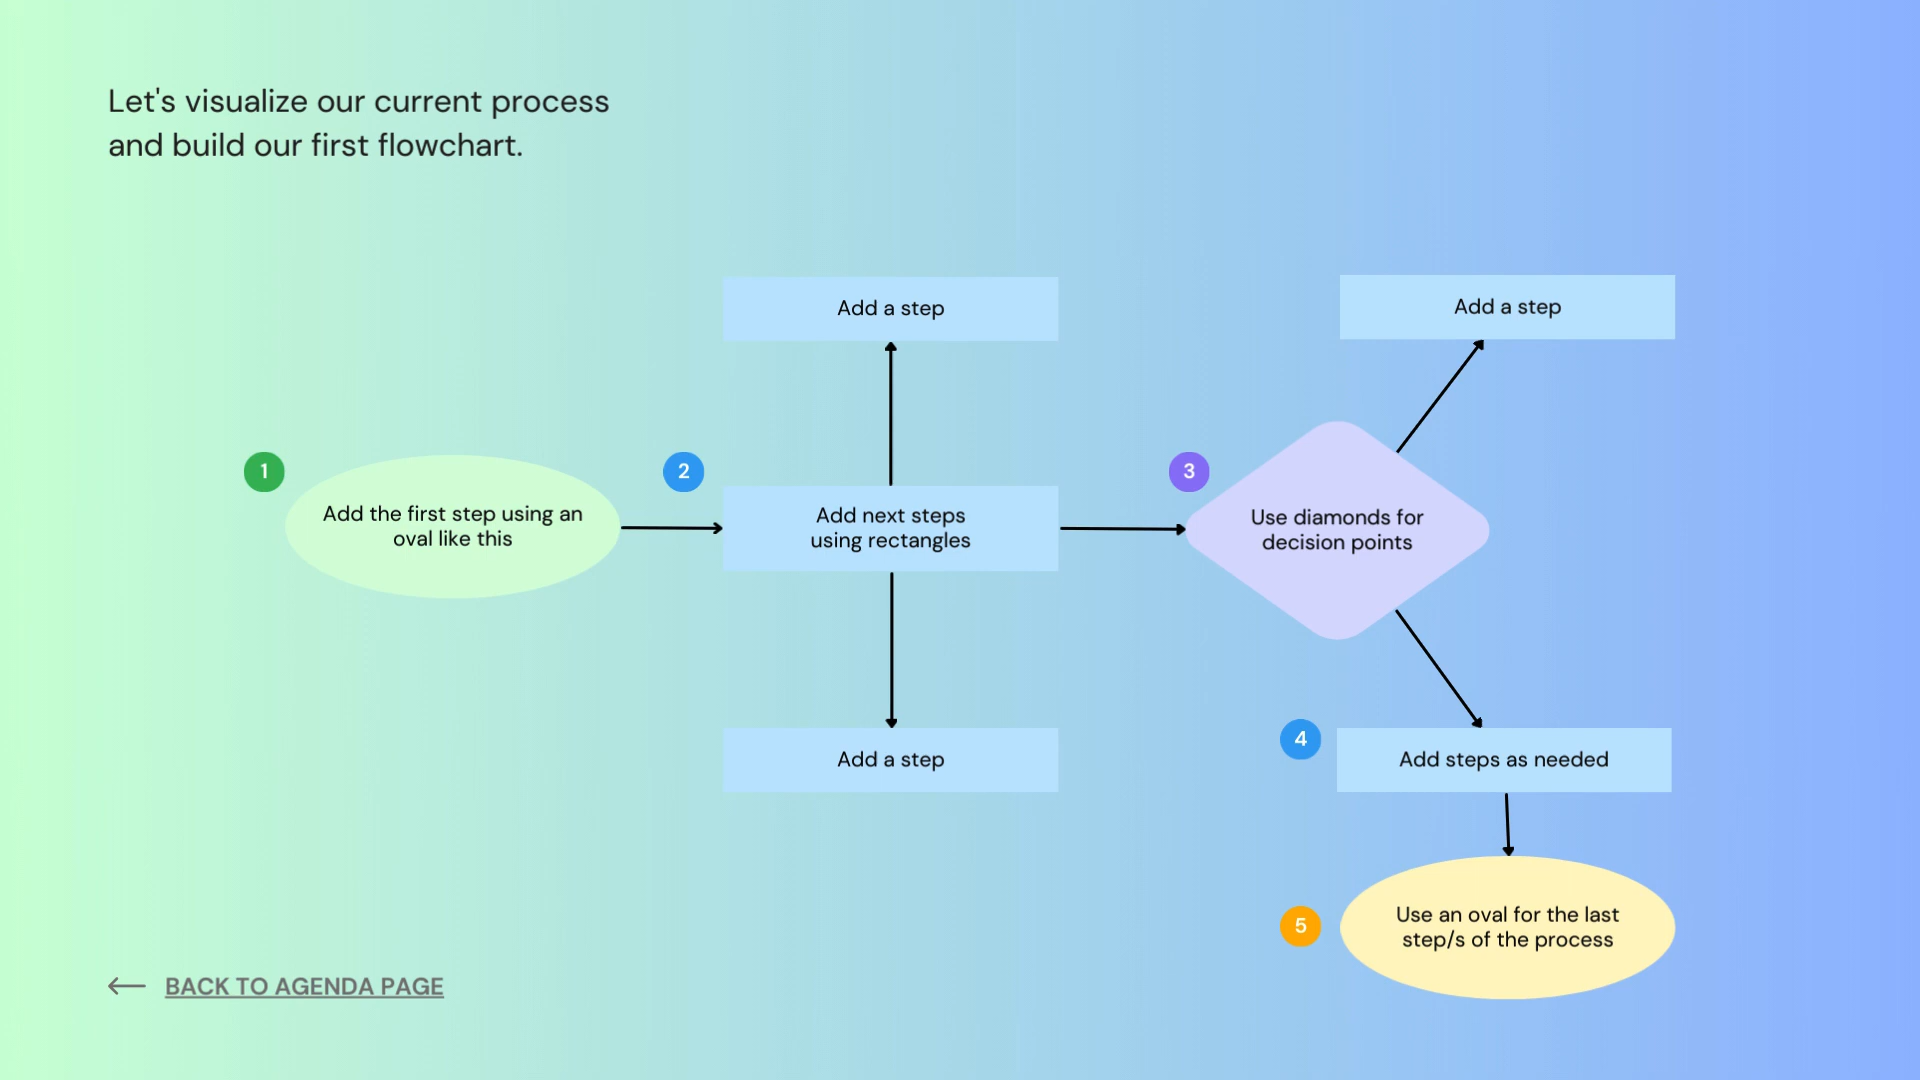 Let's visualize our current process
and build our first flowchart.
Add a step
Add a step
1
Add the first step using an
oval like this
2
Add next steps
using rectangles
3
Use diamonds for
decision points
Add a step
4
Add steps as needed
5
Use an oval for the last
step/s of the process
BACK TO AGENDA PAGE